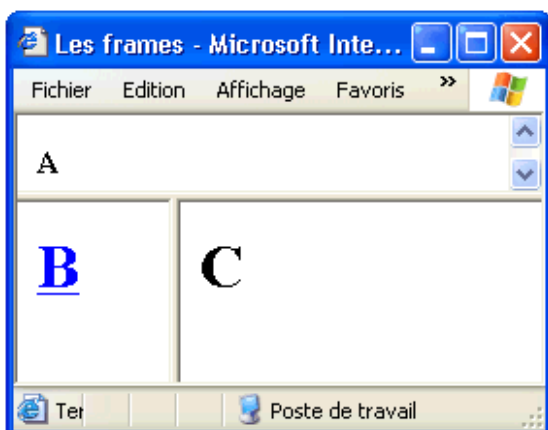 Les frames - Microsoft Inte...
Fichier Edition Affichage Favoris »
A
B C
Ter Poste de travail